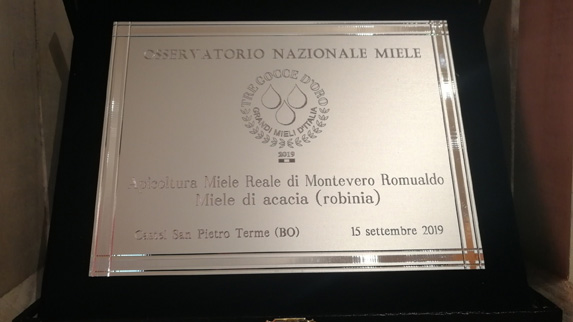 OSSERVATORIO NAZIONALE MIELE
TRE GOCCE D'ORO
GRANDI MIELI D'ITALIA
2019
Apicoltura Miele Reale di Montevero Romualdo
Miele di acacia (robinia)
Castel San Pietro Terme (BO) 15 settembre 2019